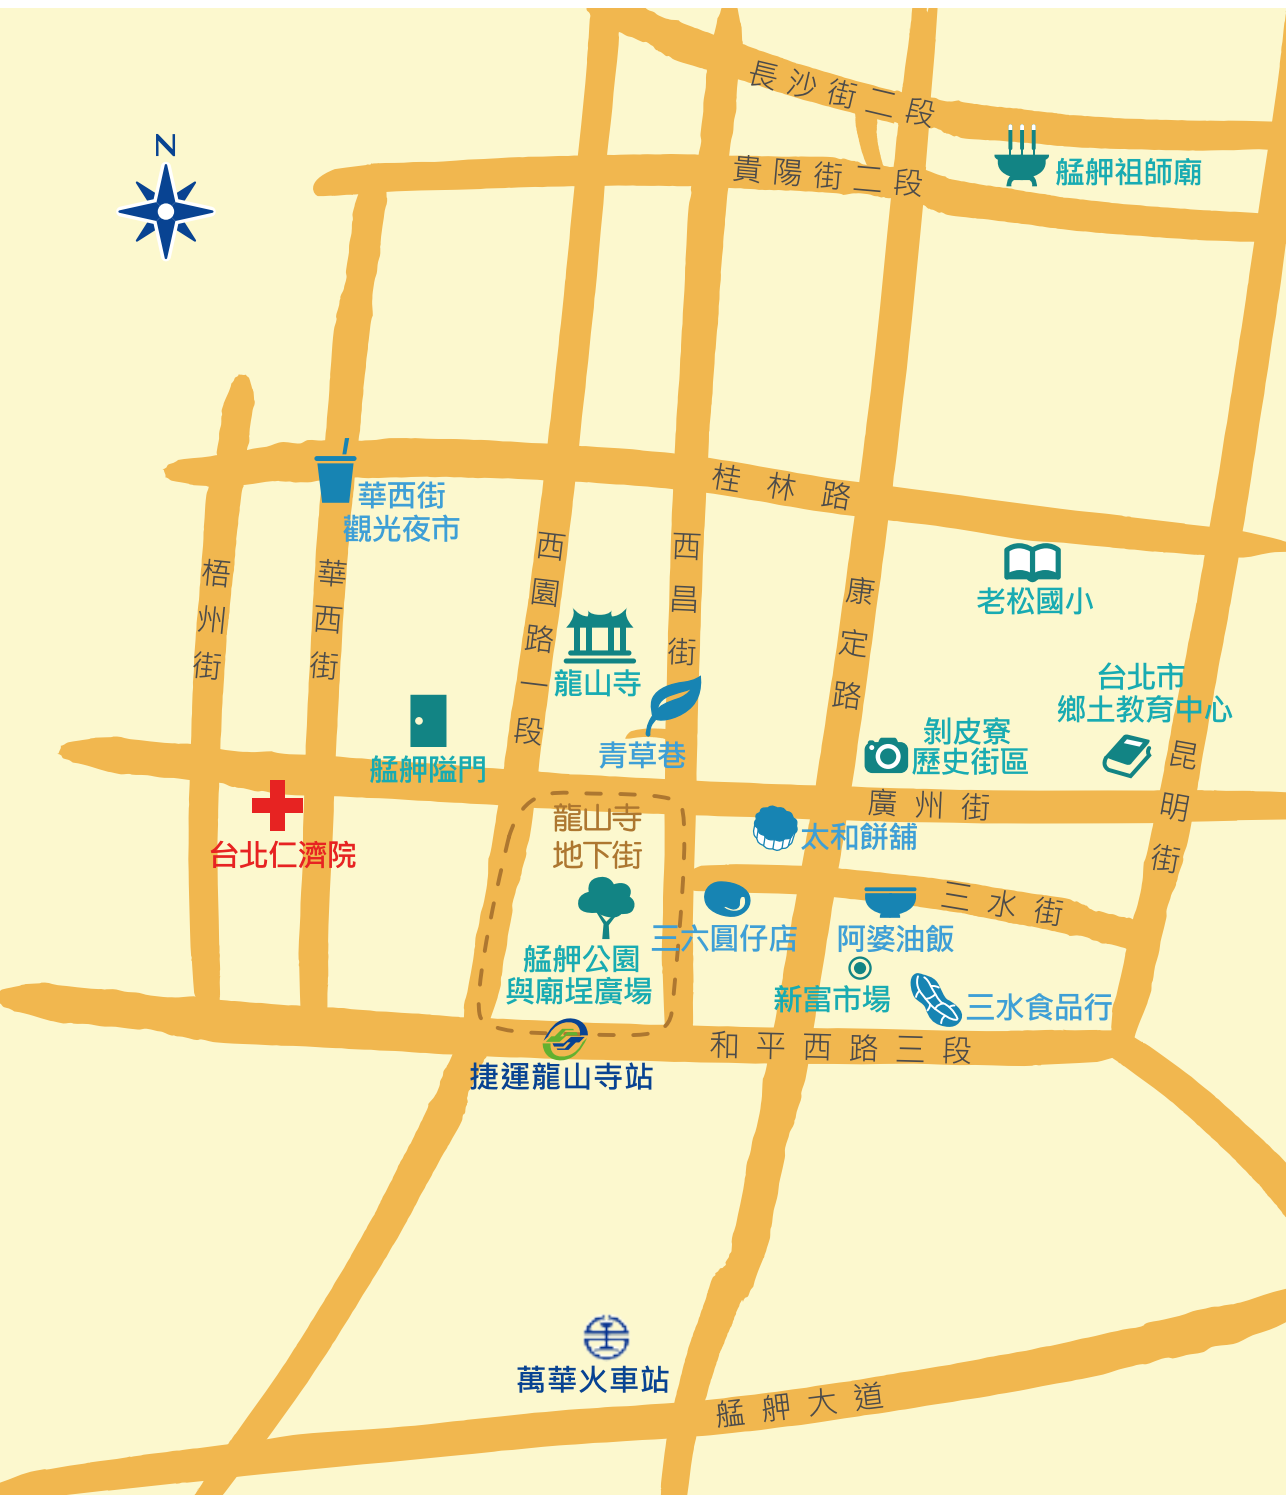 長沙街二段
N
貴陽街二段
艋舺祖師廟
桂林路
華西街
觀光夜市
梧州街
華西街
西園路一段
西昌街
康定路
老松國小
龍山寺
台北市
鄉土教育中心
昆明街
剝皮寮
歷史街區
青草巷
艋舺隘門
廣州街
龍山寺
地下街
太和餅舖
台北仁濟院
三水街
三六圓仔店
阿婆油飯
艋舺公園
與廟埕廣場
新富市場
三水食品行
和平西路三段
捷運龍山寺站
萬華火車站
艋舺大道